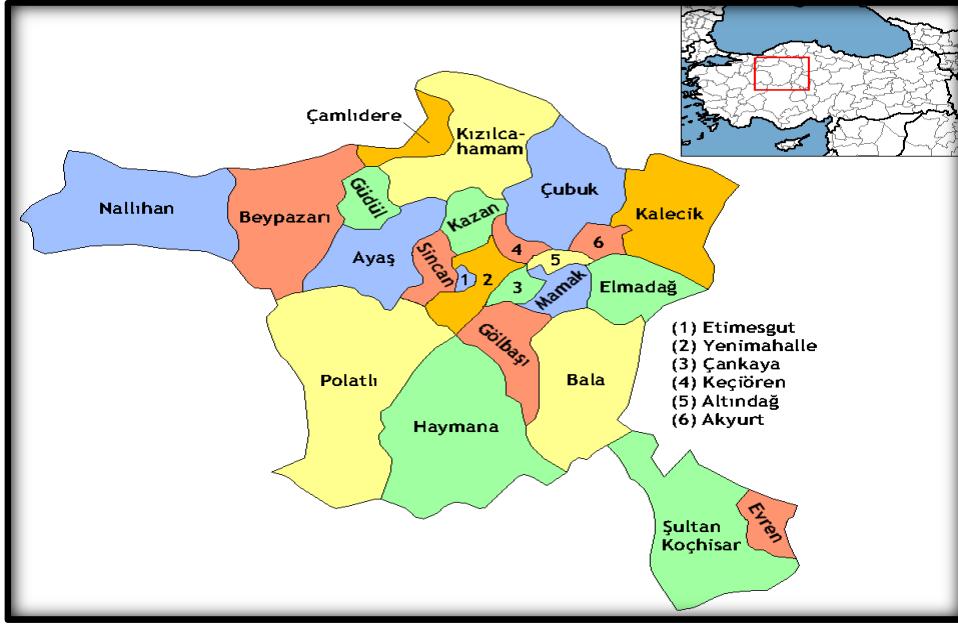 Çamlıdere
Kızılca-
hamam
Çubuk
Nallıhan
Beypazarı
Güdül
Kazan
Kalecik
Ayaş
Sincan
4
6
5
1
2
3
Mamak
Elmadağ
Gölbaşı
Polatlı
Bala
Haymana
(1) Etimesgut
(2) Yenimahalle
(3) Çankaya
(4) Keçiören
(5) Altındağ
(6) Akyurt
Şultan
Koçhisar
Evren